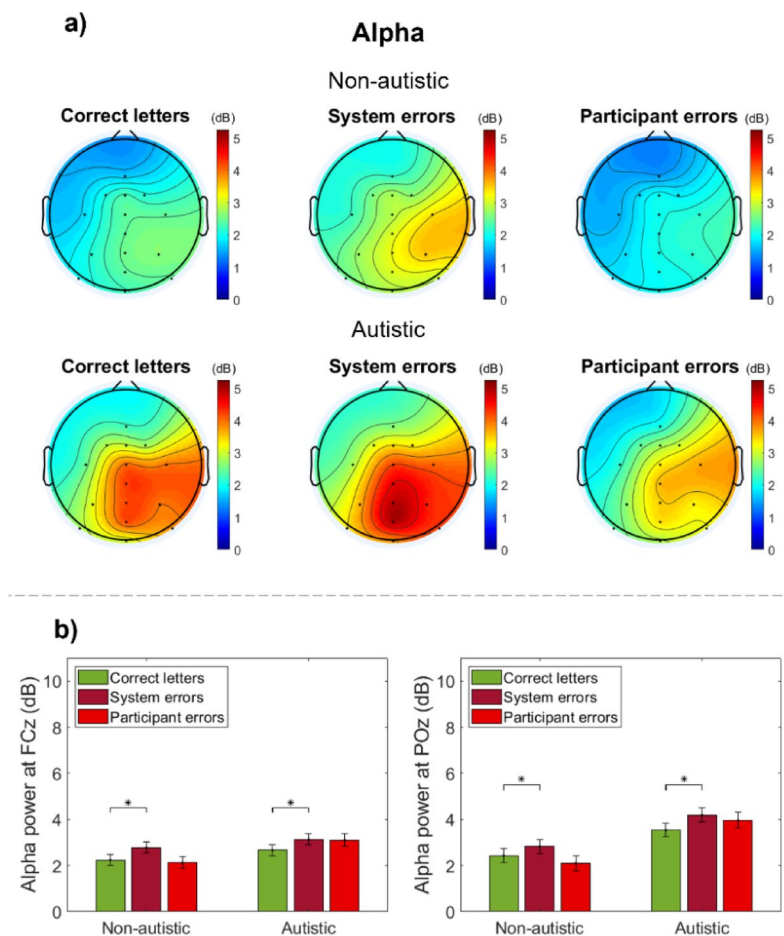 a)
Alpha
Non-autistic
Correct letters (dB)
System errors (dB)
Participant errors (dB)
5
4
3
2
1
0
5
4
3
2
1
0
5
4
3
2
1
0
Autistic
Correct letters (dB)
System errors (dB)
Participant errors (dB)
5
4
3
2
1
0
5
4
3
2
1
0
5
4
3
2
1
0
b)
Alpha power at FCz (dB)
10
8
6
4
2
0
Correct letters
System errors
Participant errors
*
*
Non-autistic Autistic
Alpha power at POz (dB)
10
8
6
4
2
0
Correct letters
System errors
Participant errors
*
*
Non-autistic Autistic